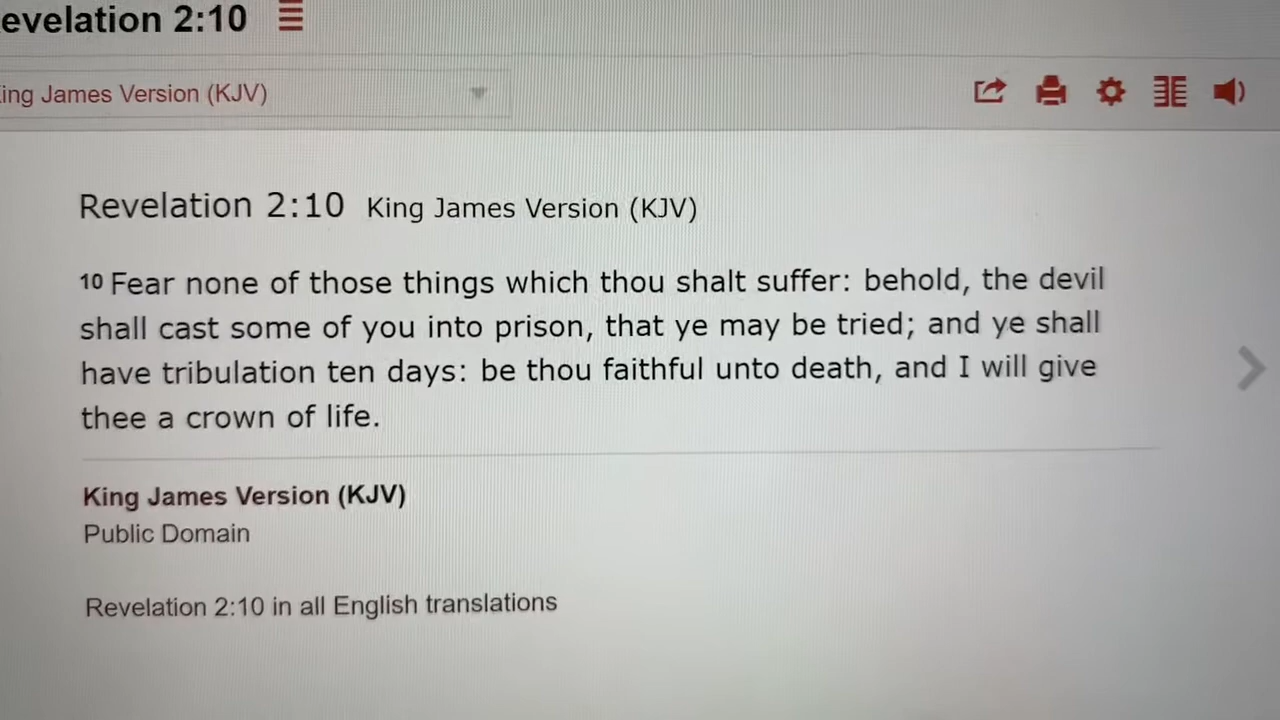 evelation 2:10
ing James Version (KJV)
Revelation 2:10 King James Version (KJV)
10 Fear none of those things which thou shalt suffer: behold, the devil
shall cast some of you into prison, that ye may be tried; and ye shall
have tribulation ten days: be thou faithful unto death, and I will give
thee a crown of life.
King James Version (KJV)
Public Domain
Revelation 2:10 in all English translations